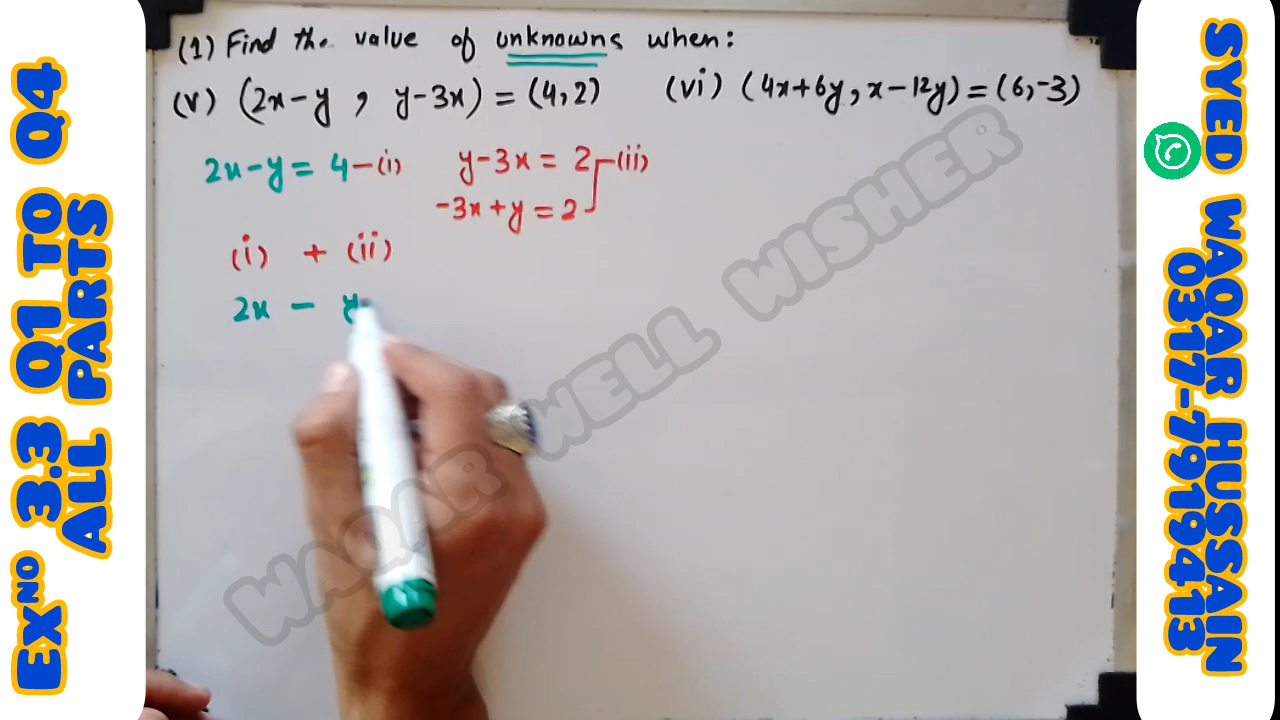 (1) Find the value of unknowns when:
(v) (2x-y , y-3x) = (4,2) (vi) (4x+6y, x-12y) = (6,-3)
2x-y = 4 -(i) y-3x = 2 -(ii)
-3x+y = 2
(i) + (ii)
2x - y
WAQAR WELL WISHER
EXᴺᴼ 3.3 Q1 TO Q4
ALL PARTS
SYED WAQAR HUSSAIN
0317-7919413